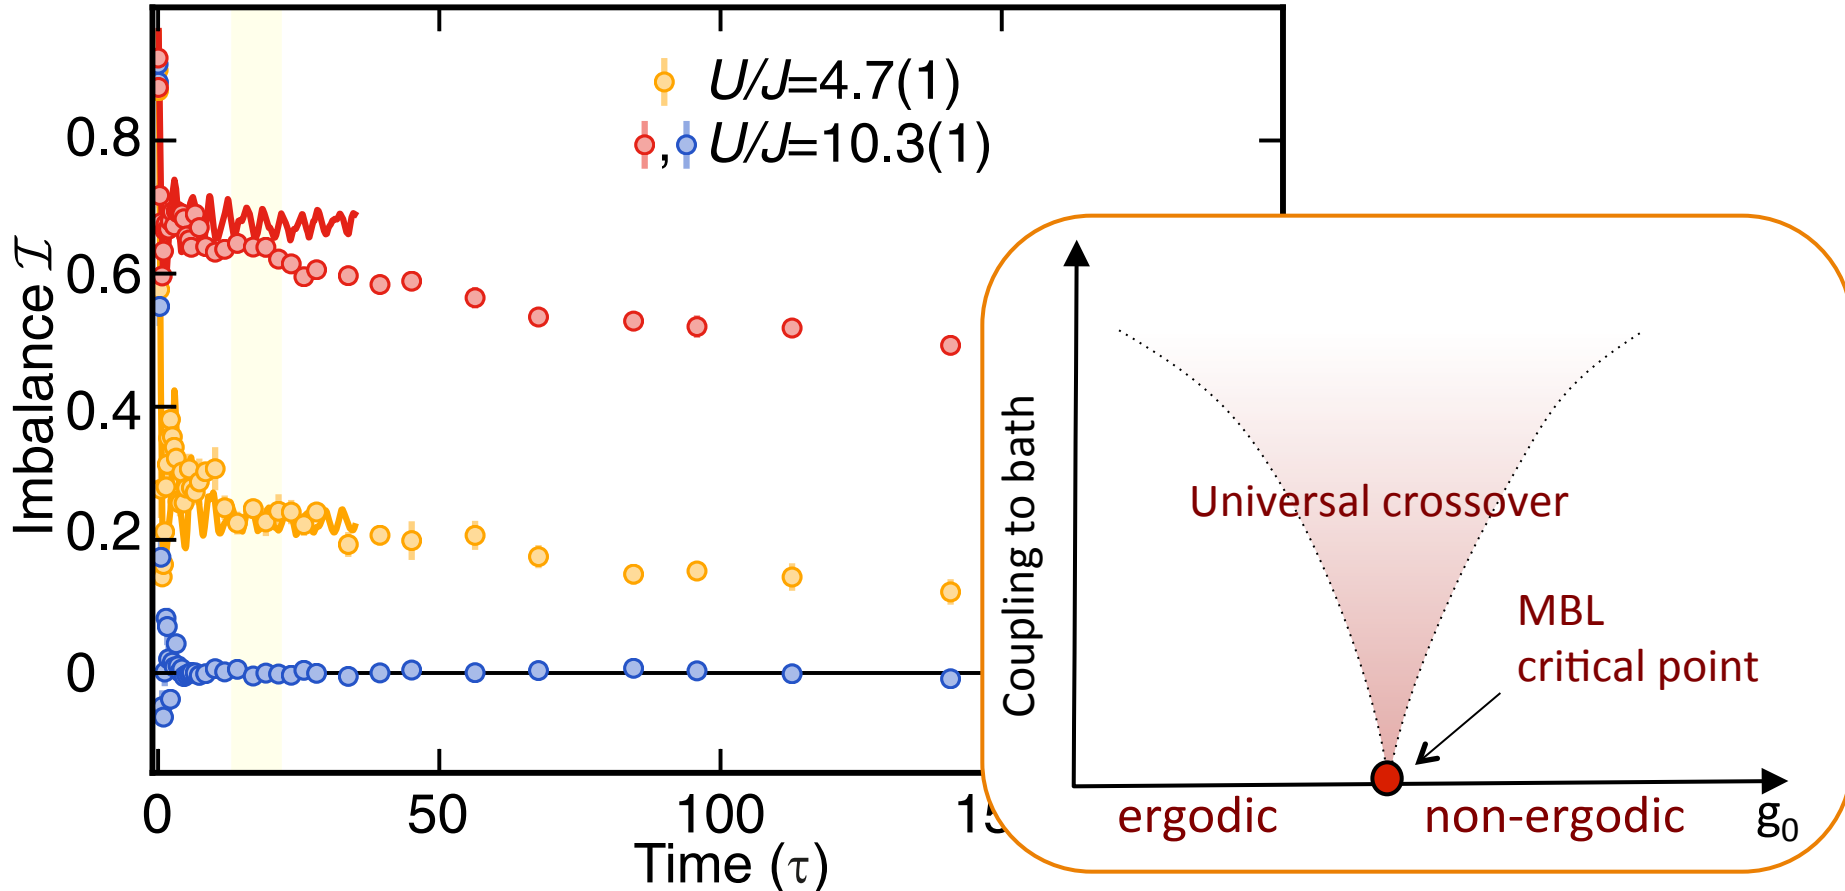 U/J=4.7(1)
, U/J=10.3(1)
Imbalance ℐ
0.8
0.6
0.4
0.2
0
0
50
100
Time (τ)
Coupling to bath
Universal crossover
MBL
critical point
ergodic
non-ergodic
g₀